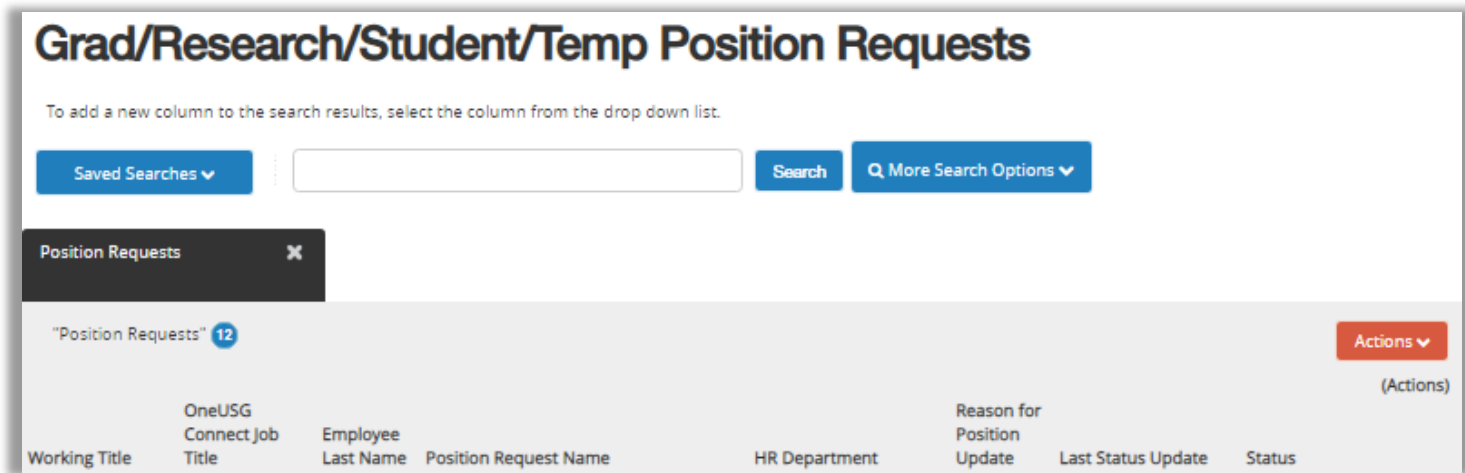 Grad/Research/Student/Temp Position Requests
To add a new column to the search results, select the column from the drop down list.
Saved Searches
Search
More Search Options
Position Requests
"Position Requests" 12
Actions
(Actions)
Working Title
OneUSG
Connect Job
Title
Employee
Last Name
Position Request Name
HR Department
Reason for
Position
Update
Last Status Update
Status